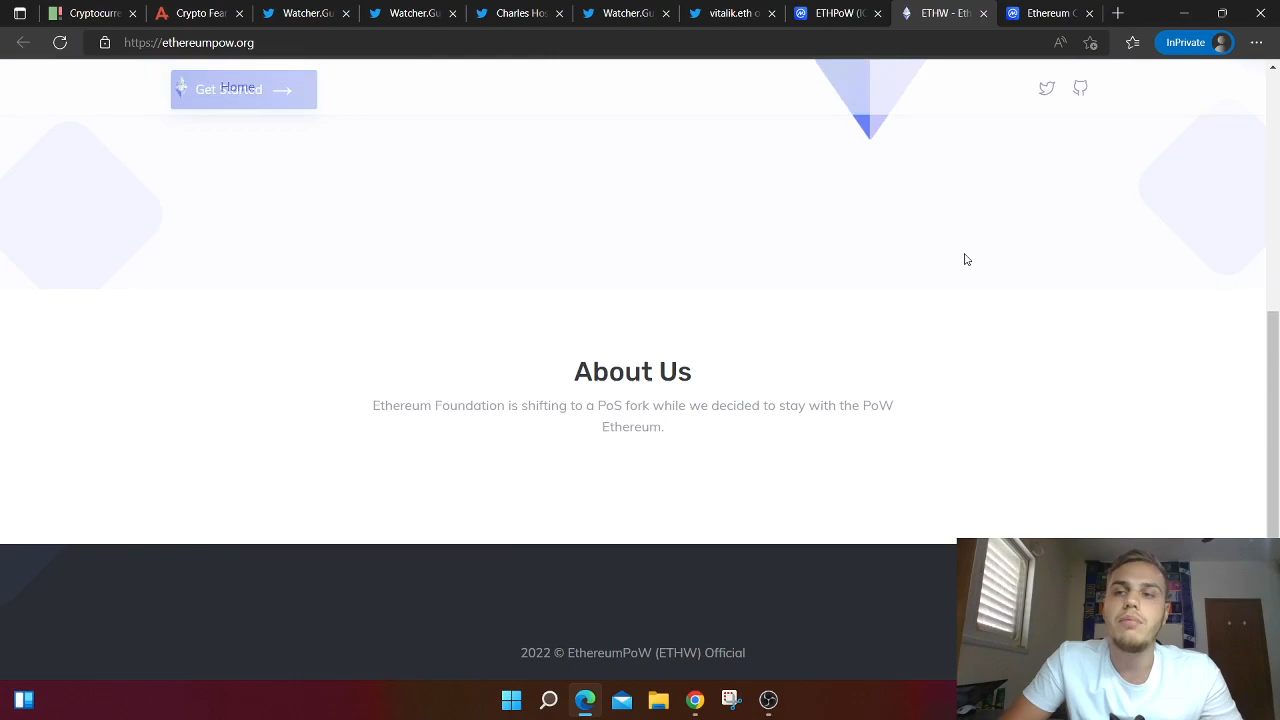 Cryptocurre
Crypto Fear
Watcher.Gu
Watcher.Gu
Charles Hos
Watcher.Gu
vitalik.eth o
ETHPoW (
ETHW - Eth
Ethereum C
https://ethereumpow.org
InPrivate
Home
Get Started
About Us
Ethereum Foundation is shifting to a PoS fork while we decided to stay with the PoW
Ethereum.
2022 © EthereumPoW (ETHW) Official